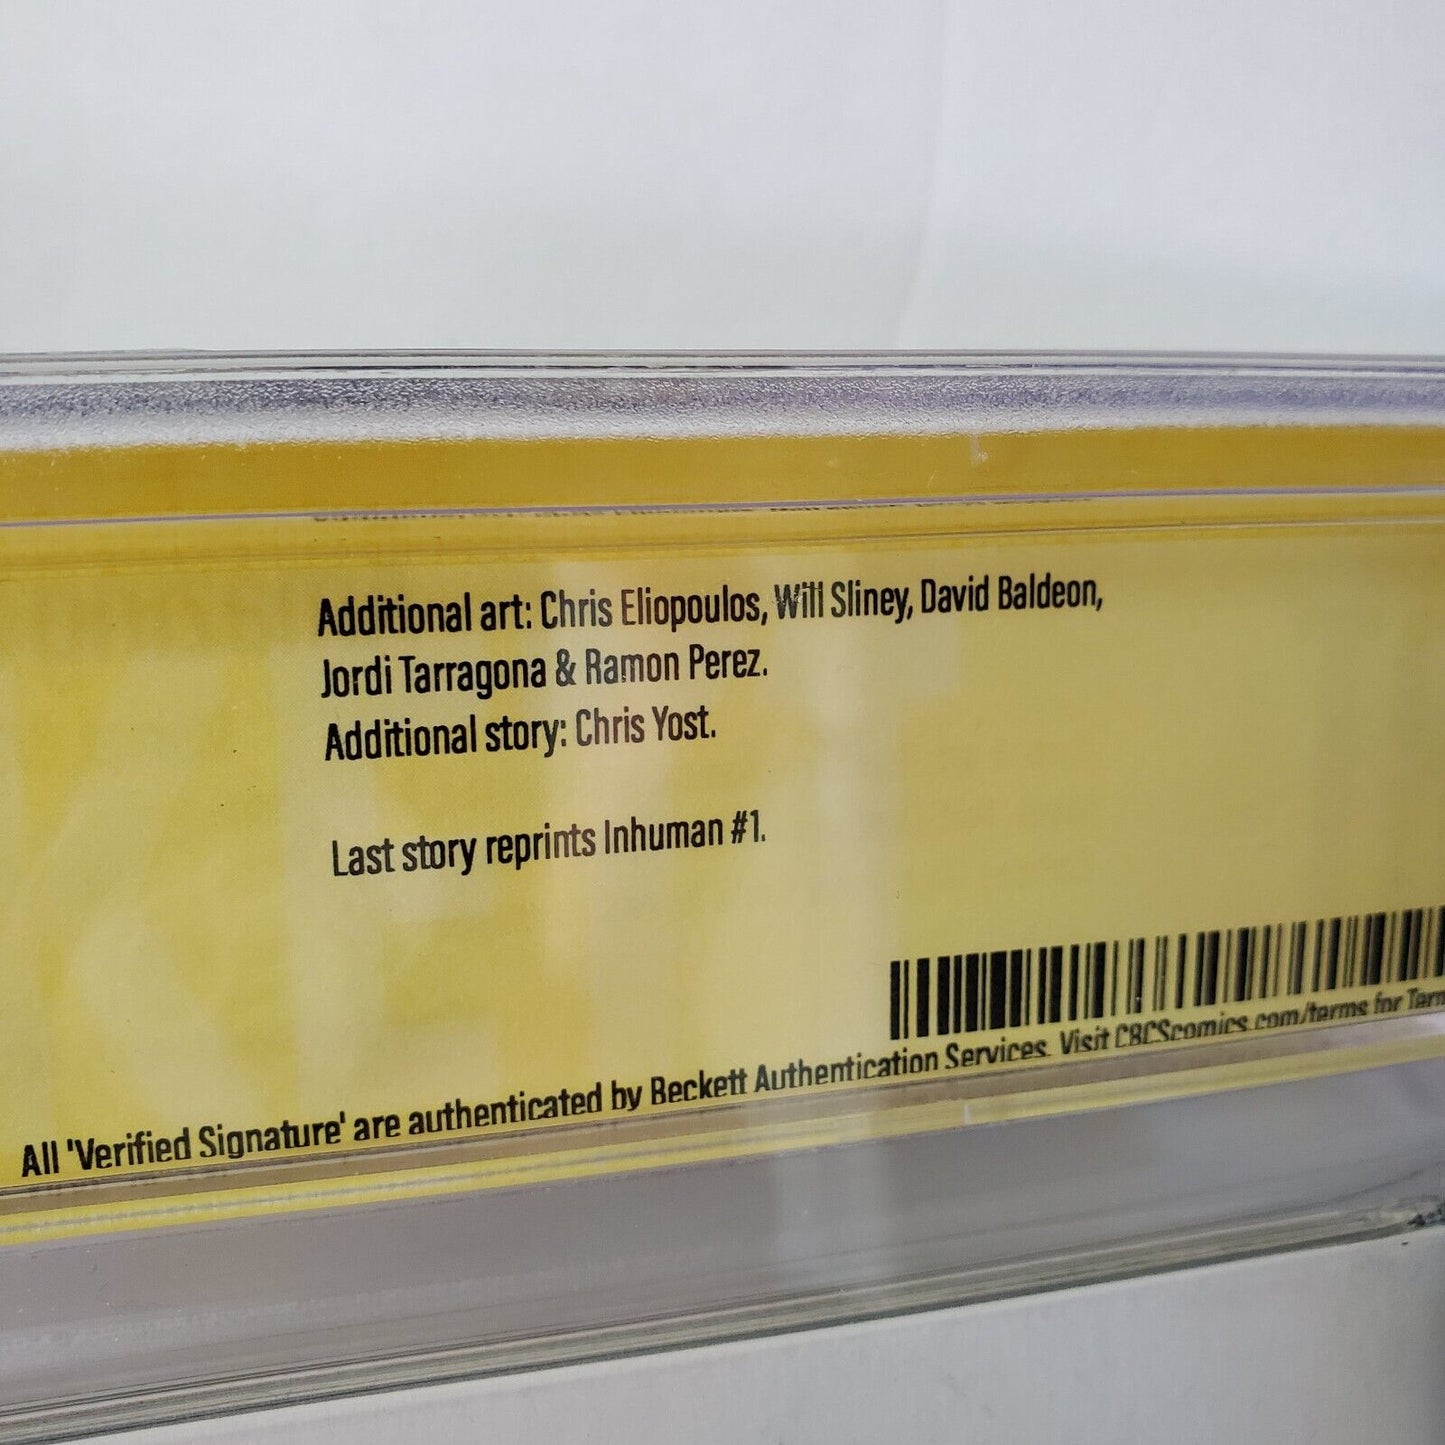 Additional art: Chris Eliopoulos, Will Sliney, David Baldeon,
Jordi Tarragona & Ramon Perez.
Additional story: Chris Yost.
Last story reprints Inhuman #1.
All 'Verified Signature' are authenticated by Beckett Authentication Services. Visit CBCScomics.com/terms for